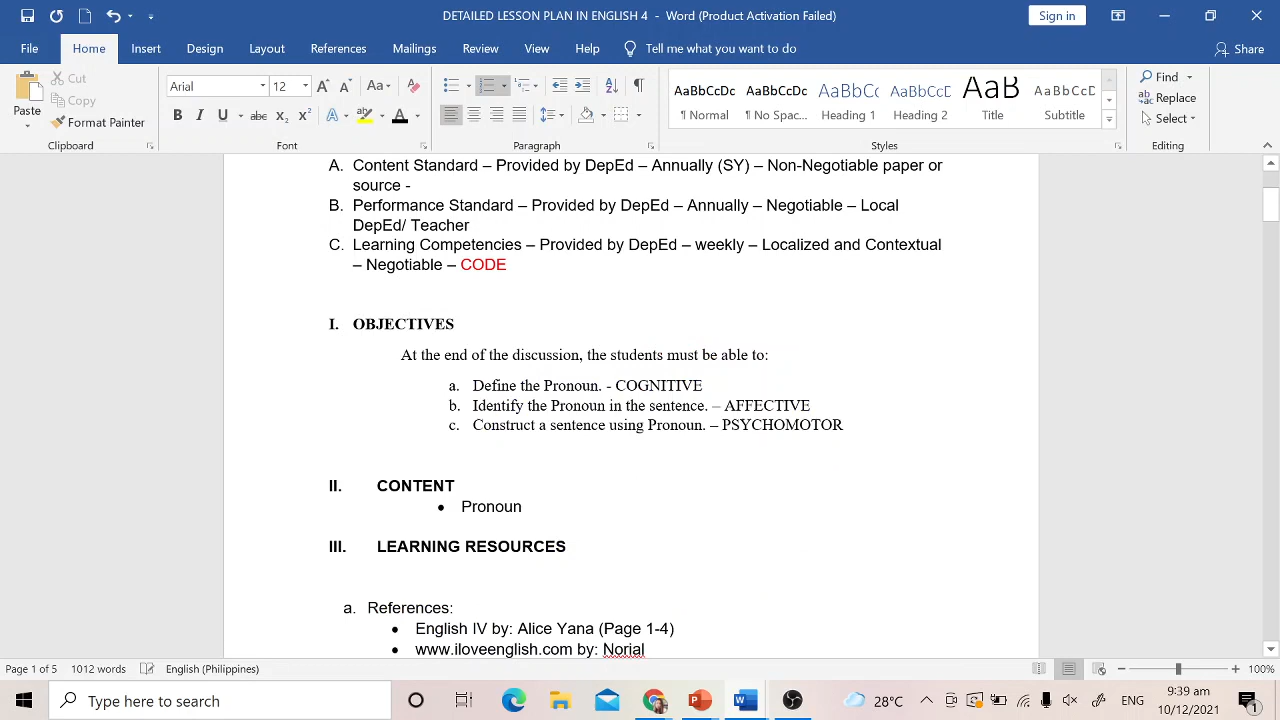 DETAILED LESSON PLAN IN ENGLISH 4 - Word (Product Activation Failed)
Sign in
File Home Insert Design Layout References Mailings Review View Help Tell me what you want to do Share
Paste
Cut
Copy
Format Painter
Clipboard
Arial 12
Font
Paragraph
AaBbCcDc AaBbCcDc AaBbCc AaBbCcD AaB AaBbCcD
¶ Normal ¶ No Spac... Heading 1 Heading 2 Title Subtitle
Styles
Find
Replace
Select
Editing
A. Content Standard – Provided by DepEd – Annually (SY) – Non-Negotiable paper or
source -
B. Performance Standard – Provided by DepEd – Annually – Negotiable – Local
DepEd/ Teacher
C. Learning Competencies – Provided by DepEd – weekly – Localized and Contextual
– Negotiable – CODE
I. OBJECTIVES
At the end of the discussion, the students must be able to:
a. Define the Pronoun. - COGNITIVE
b. Identify the Pronoun in the sentence. – AFFECTIVE
c. Construct a sentence using Pronoun. – PSYCHOMOTOR
II. CONTENT
• Pronoun
III. LEARNING RESOURCES
a. References:
• English IV by: Alice Yana (Page 1-4)
• www.iloveenglish.com by: Norial
Page 1 of 5 1012 words English (Philippines) 100%
Type here to search
28°C
ENG
9:39 am
10/12/2021